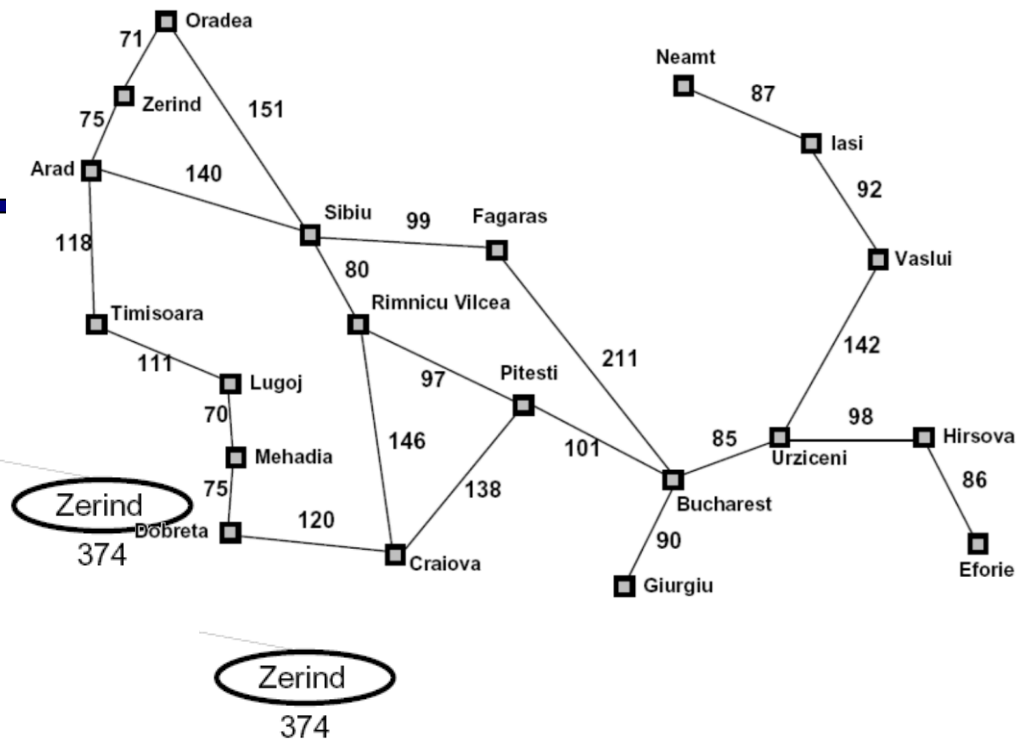 Oradea
71
Neamt
87
Zerind
151
75
Iasi
Arad
140
92
Sibiu
99
Fagaras
118
Vaslui
80
Timisoara
Rimnicu Vilcea
111
211
142
Lugoj
97
Pitesti
70
98
146
101
85
Hirsova
Mehadia
Urziceni
75
138
86
Zerind
374
Dobreta
120
Bucharest
90
Craiova
Eforie
Giurgiu
Zerind
374